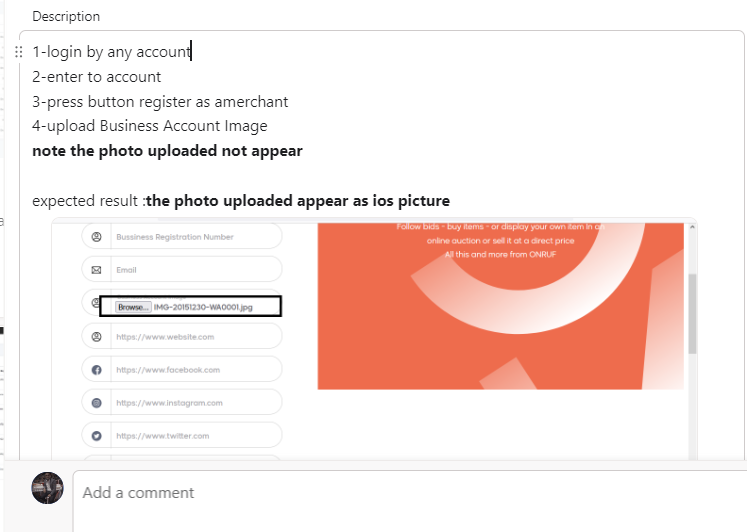 Description
1-login by any account
2-enter to account
3-press button register as amerchant
4-upload Business Account Image
note the photo uploaded not appear
expected result :the photo uploaded appear as ios picture
Bussiness Registration Number
Email
Browse... IMG-20151230-WA0001.jpg
https://www.website.com
https://www.facebook.com
https://www.instagram.com
https://www.twitter.com
Follow bids - buy items - or display your own item in an
online auction or sell it at a direct price
All this and more from ONRUF
Add a comment